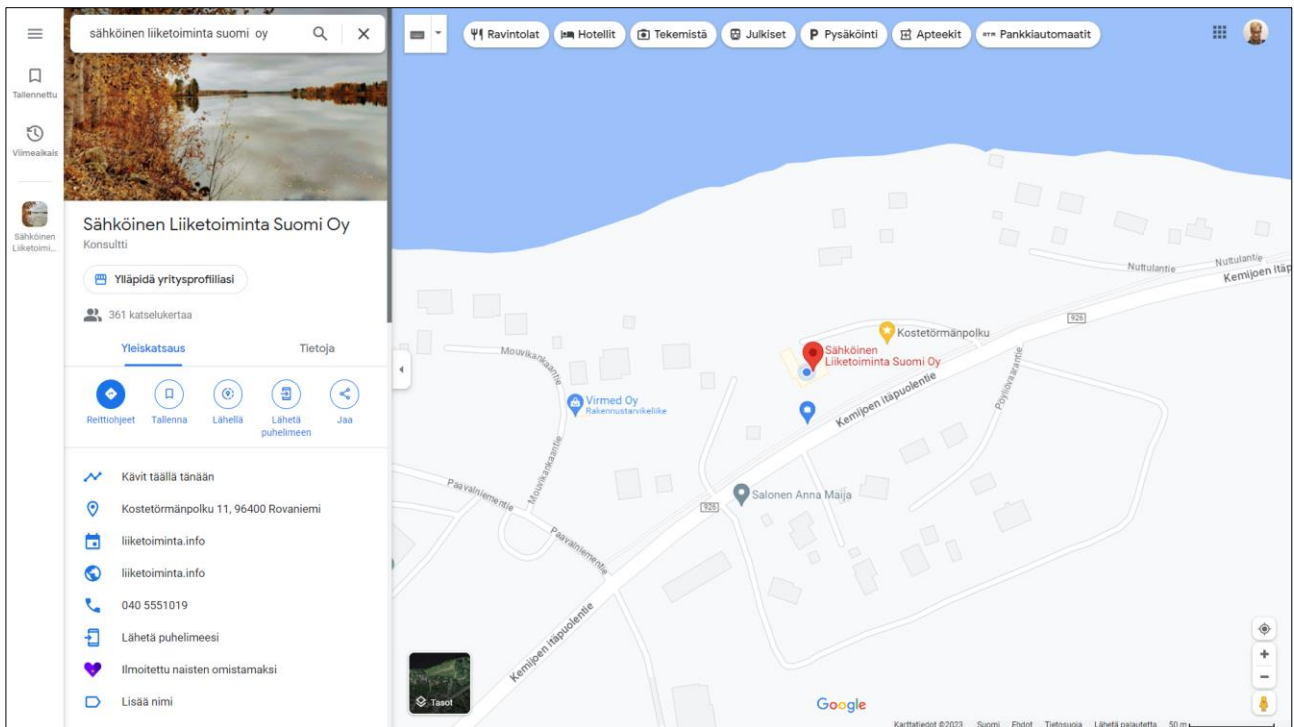 sähköinen liiketoiminta suomi oy
Ravintolat
Hotellit
Tekemistä
Julkiset
Pysäköinti
Apteekit
ATM Pankkiautomaatit
Tallennettu
Viimeaikais
Sähköinen
Liiketoimi...
Sähköinen Liiketoiminta Suomi Oy
Konsultti
Ylläpidä yritysprofiiliasi
361 katselukertaa
Yleiskatsaus
Tietoja
Reittiohjeet
Tallenna
Lähellä
Lähetä
puhelimeen
Jaa
Kävit täällä tänään
Kostetörmänpolku 11, 96400 Rovaniemi
liiketoiminta.info
liiketoiminta.info
040 5551019
Lähetä puhelimeesi
Ilmoitettu naisten omistamaksi
Lisää nimi
Nuttulantie
Nuttulantie
Kemijoen itäp
926
Kostetörmänpolku
Sähköinen
Liiketoiminta Suomi Oy
Kemijoen itäpuolentie
Pöyliövaarantie
Mouvikankaantie
Virmed Oy
Rakennustarvikeliike
Mouvikankaantie
Paavalniementie
Salonen Anna Maija
926
Paavalniementie
Kemijoen itäpuolentie
Tasot
Google
Karttatiedot ©2023 Suomi Ehdot Tietosuoja Lähetä palautetta 50 m